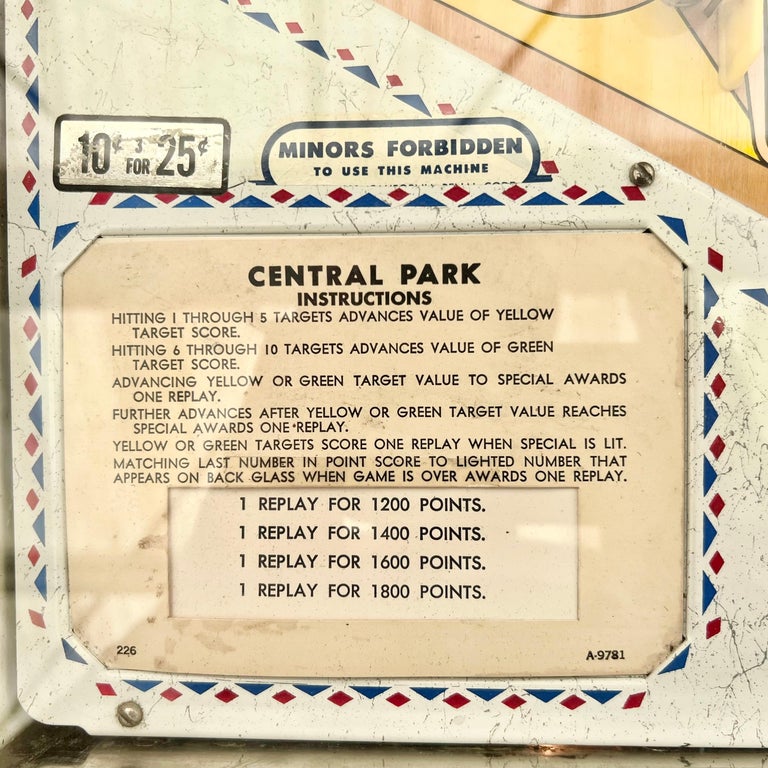 10¢ 3 FOR 25¢
MINORS FORBIDDEN
TO USE THIS MACHINE
CENTRAL PARK
INSTRUCTIONS
HITTING 1 THROUGH 5 TARGETS ADVANCES VALUE OF YELLOW
TARGET SCORE.
HITTING 6 THROUGH 10 TARGETS ADVANCES VALUE OF GREEN
TARGET SCORE.
ADVANCING YELLOW OR GREEN TARGET VALUE TO SPECIAL AWARDS
ONE REPLAY.
FURTHER ADVANCES AFTER YELLOW OR GREEN TARGET VALUE REACHES
SPECIAL AWARDS ONE REPLAY.
YELLOW OR GREEN TARGETS SCORE ONE REPLAY WHEN SPECIAL IS LIT.
MATCHING LAST NUMBER IN POINT SCORE TO LIGHTED NUMBER THAT
APPEARS ON BACK GLASS WHEN GAME IS OVER AWARDS ONE REPLAY.
1 REPLAY FOR 1200 POINTS.
1 REPLAY FOR 1400 POINTS.
1 REPLAY FOR 1600 POINTS.
1 REPLAY FOR 1800 POINTS.
226
A-9781